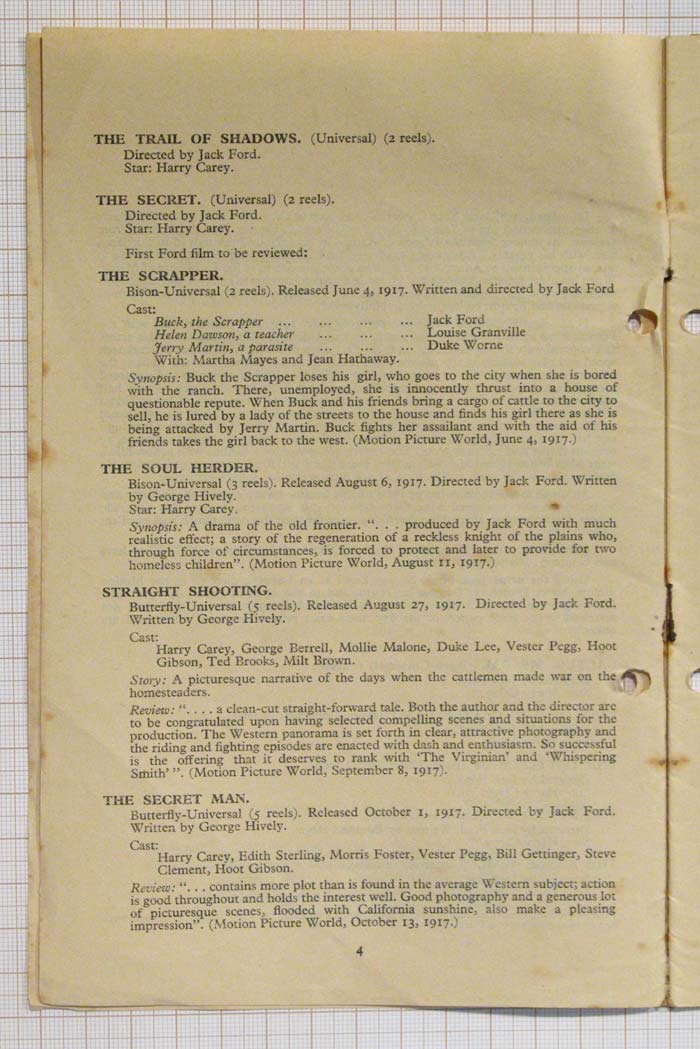 THE TRAIL OF SHADOWS. (Universal) (2 reels).
Directed by Jack Ford.
Star: Harry Carey.
THE SECRET. (Universal) (2 reels).
Directed by Jack Ford.
Star: Harry Carey.
First Ford film to be reviewed:
THE SCRAPPER.
Bison-Universal (2 reels). Released June 4, 1917. Written and directed by Jack Ford
Cast:
Buck, the Scrapper ... ... ... ... Jack Ford
Helen Dawson, a teacher ... ... ... Louise Granville
Jerry Martin, a parasite ... ... ... Duke Worne
With: Martha Mayes and Jean Hathaway.
Synopsis: Buck the Scrapper loses his girl, who goes to the city when she is bored
with the ranch. There, unemployed, she is innocently thrust into a house of
questionable repute. When Buck and his friends bring a cargo of cattle to the city to
sell, he is lured by a lady of the streets to the house and finds his girl there as she is
being attacked by Jerry Martin. Buck fights her assailant and with the aid of his
friends takes the girl back to the west. (Motion Picture World, June 4, 1917.)
THE SOUL HERDER.
Bison-Universal (3 reels). Released August 6, 1917. Directed by Jack Ford. Written
by George Hively.
Star: Harry Carey.
Synopsis: A drama of the old frontier. “. . . produced by Jack Ford with much
realistic effect; a story of the regeneration of a reckless knight of the plains who,
through force of circumstances, is forced to protect and later to provide for two
homeless children”. (Motion Picture World, August 11, 1917.)
STRAIGHT SHOOTING.
Butterfly-Universal (5 reels). Released August 27, 1917. Directed by Jack Ford.
Written by George Hively.
Cast:
Harry Carey, George Berrell, Mollie Malone, Duke Lee, Vester Pegg, Hoot
Gibson, Ted Brooks, Milt Brown.
Story: A picturesque narrative of the days when the cattlemen made war on the
homesteaders.
Review: “. . . . a clean-cut straight-forward tale. Both the author and the director are
to be congratulated upon having selected compelling scenes and situations for the
production. The Western panorama is set forth in clear, attractive photography and
the riding and fighting episodes are enacted with dash and enthusiasm. So successful
is the offering that it deserves to rank with ‘The Virginian’ and ‘Whispering
Smith’ ”. (Motion Picture World, September 8, 1917).
THE SECRET MAN.
Butterfly-Universal (5 reels). Released October 1, 1917. Directed by Jack Ford.
Written by George Hively.
Cast:
Harry Carey, Edith Sterling, Morris Foster, Vester Pegg, Bill Gettinger, Steve
Clement, Hoot Gibson.
Review: “. . . contains more plot than is found in the average Western subject; action
is good throughout and holds the interest well. Good photography and a generous lot
of picturesque scenes, flooded with California sunshine, also make a pleasing
impression”. (Motion Picture World, October 13, 1917.)
4